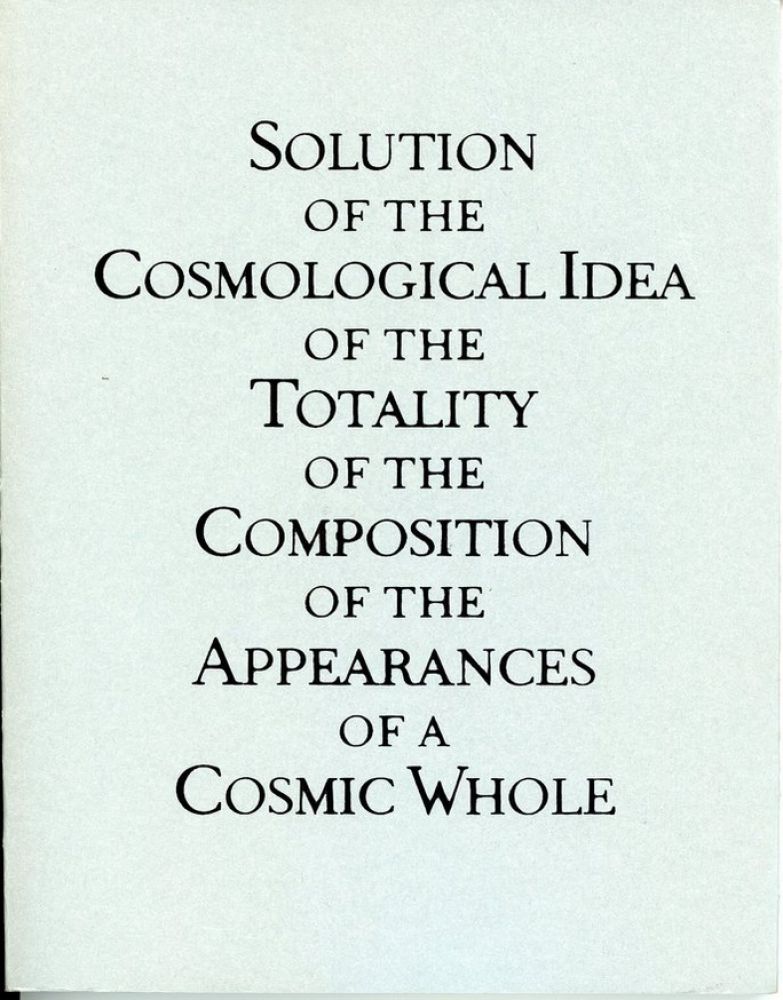 SOLUTION
OF THE
COSMOLOGICAL IDEA
OF THE
TOTALITY
OF THE
COMPOSITION
OF THE
APPEARANCES
OF A
COSMIC WHOLE